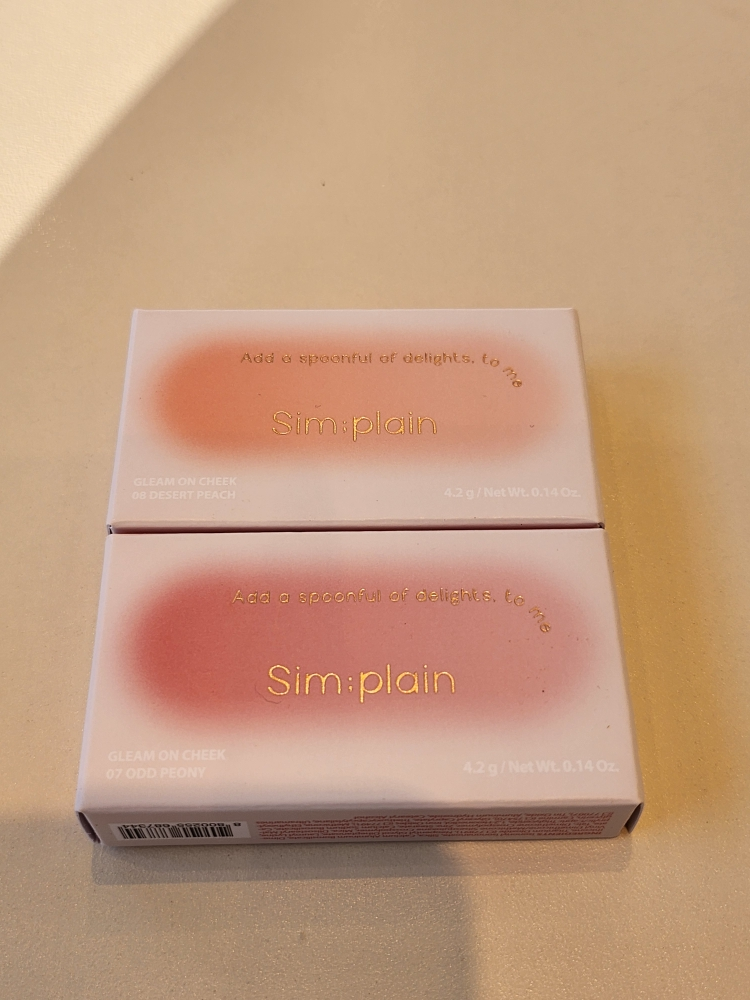 Add a spoonful of delights, to me
Sim;plain
GLEAM ON CHEEK
08 DESERT PEACH
4.2 g / Net Wt. 0.14 Oz.
Add a spoonful of delights, to me
Sim;plain
GLEAM ON CHEEK
07 ODD PEONY
4.2 g / Net Wt. 0.14 Oz.